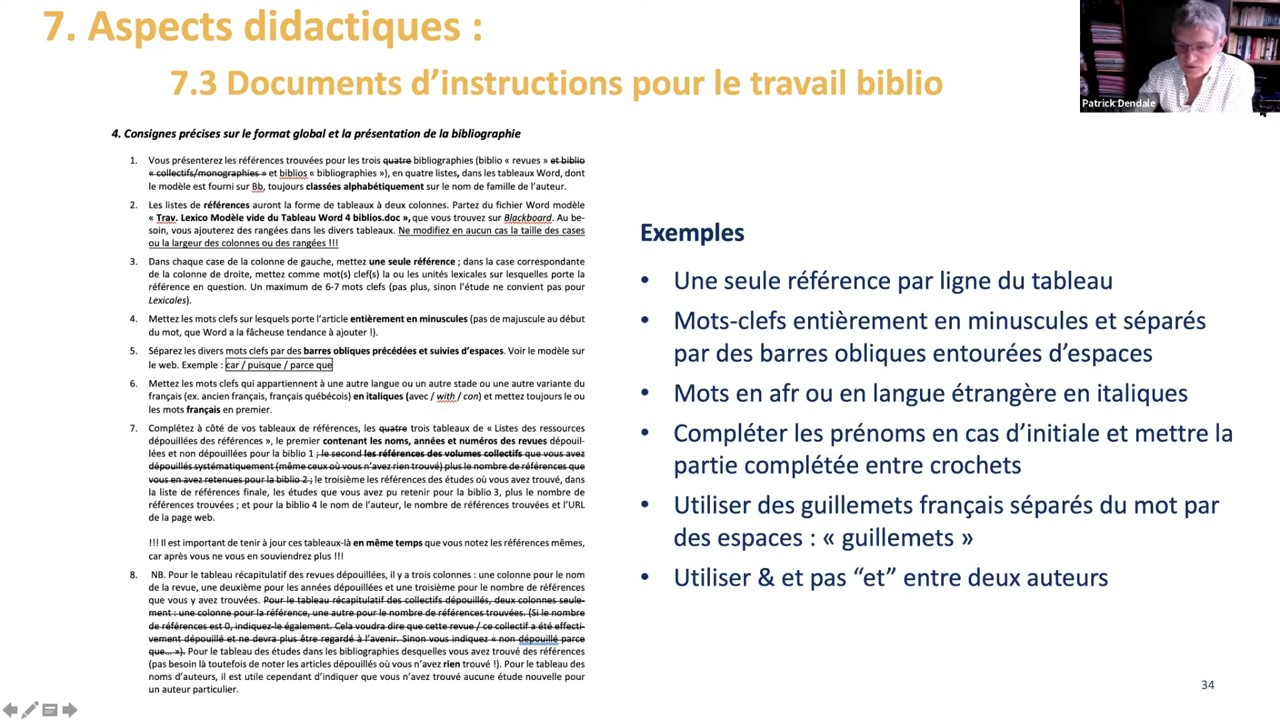 7. Aspects didactiques :
7.3 Documents d’instructions pour le travail biblio
Patrick Dendale
4. Consignes précises sur le format global et la présentation de la bibliographie
1. Vous présenterez les références trouvées pour les trois quatre bibliographies (biblio « revues » et biblio
« collectifs/monographies » et biblios « bibliographies »), en quatre listes, dans les tableaux Word, dont
le modèle est fourni sur Bb, toujours classées alphabétiquement sur le nom de famille de l’auteur.
2. Les listes de références auront la forme de tableaux à deux colonnes. Partez du fichier Word modèle
« Trav. Lexico Modèle vide du Tableau Word 4 biblios.doc », que vous trouvez sur Blackboard. Au be-
soin, vous ajouterez des rangées dans les divers tableaux. Ne modifiez en aucun cas la taille des cases
ou la largeur des colonnes ou des rangées !!!
3. Dans chaque case de la colonne de gauche, mettez une seule référence ; dans la case correspondante
de la colonne de droite, mettez comme mot(s) clef(s) la ou les unités lexicales sur lesquelles porte la
référence en question. Un maximum de 6-7 mots clefs (pas plus, sinon l’étude ne convient pas pour
Lexicales).
4. Mettez les mots clefs sur lesquels porte l’article entièrement en minuscules (pas de majuscule au début
du mot, que Word a la fâcheuse tendance à ajouter !).
5. Séparez les divers mots clefs par des barres obliques précédées et suivies d’espaces. Voir le modèle sur
le web. Exemple : car / puisque / parce que
6. Mettez les mots clefs qui appartiennent à une autre langue ou un autre stade ou une autre variante du
français (ex. ancien français, français québécois) en italiques (avec / with / con) et mettez toujours le ou
les mots français en premier.
7. Complétez à côté de vos tableaux de références, les quatre trois tableaux de « Listes des ressources
dépouillées des références », le premier contenant les noms, années et numéros des revues dépouil-
lées et non dépouillées pour la biblio 1 ; le second les références des volumes collectifs que vous avez
dépouillés systématiquement (même ceux où vous n’avez rien trouvé) plus le nombre de références que
vous en avez retenues pour la biblio 2 ; le troisième les références des études où vous avez trouvé, dans
la liste de références finale, les études que vous avez pu retenir pour la biblio 3, plus le nombre de
références trouvées ; et pour la biblio 4 le nom de l’auteur, le nombre de références trouvées et l’URL
de la page web.
!!! Il est important de tenir à jour ces tableaux-là en même temps que vous notez les références mêmes,
car après vous ne vous en souviendrez plus !!!
8. NB. Pour le tableau récapitulatif des revues dépouillées, il y a trois colonnes : une colonne pour le nom
de la revue, une deuxième pour les années dépouillées et une troisième pour le nombre de références
que vous y avez trouvées. Pour le tableau récapitulatif des collectifs dépouillés, deux colonnes seule-
ment : une colonne pour la référence, une autre pour le nombre de références trouvées. (Si le nombre
de références est 0, indiquez-le également. Cela voudra dire que cette revue / ce collectif a été effecti-
vement dépouillé et ne devra plus être regardé à l’avenir. Sinon vous indiquez « non dépouillé parce
que... »). Pour le tableau des études dans les bibliographies desquelles vous avez trouvé des références
(pas besoin là toutefois de noter les articles dépouillés où vous n’avez rien trouvé !). Pour le tableau des
noms d’auteurs, il est utile cependant d’indiquer que vous n’avez trouvé aucune étude nouvelle pour
un auteur particulier.
Exemples
• Une seule référence par ligne du tableau
• Mots-clefs entièrement en minuscules et séparés
par des barres obliques entourées d’espaces
• Mots en afr ou en langue étrangère en italiques
• Compléter les prénoms en cas d’initiale et mettre la
partie complétée entre crochets
• Utiliser des guillemets français séparés du mot par
des espaces : « guillemets »
• Utiliser & et pas “et” entre deux auteurs
34